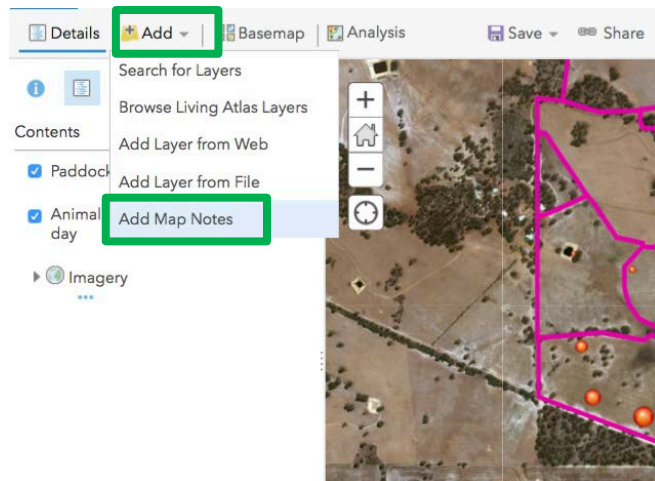 Details Add Basemap Analysis Save Share
Search for Layers
Browse Living Atlas Layers
Contents
Add Layer from Web
Paddock
Add Layer from File
Animal
day
Add Map Notes
Imagery